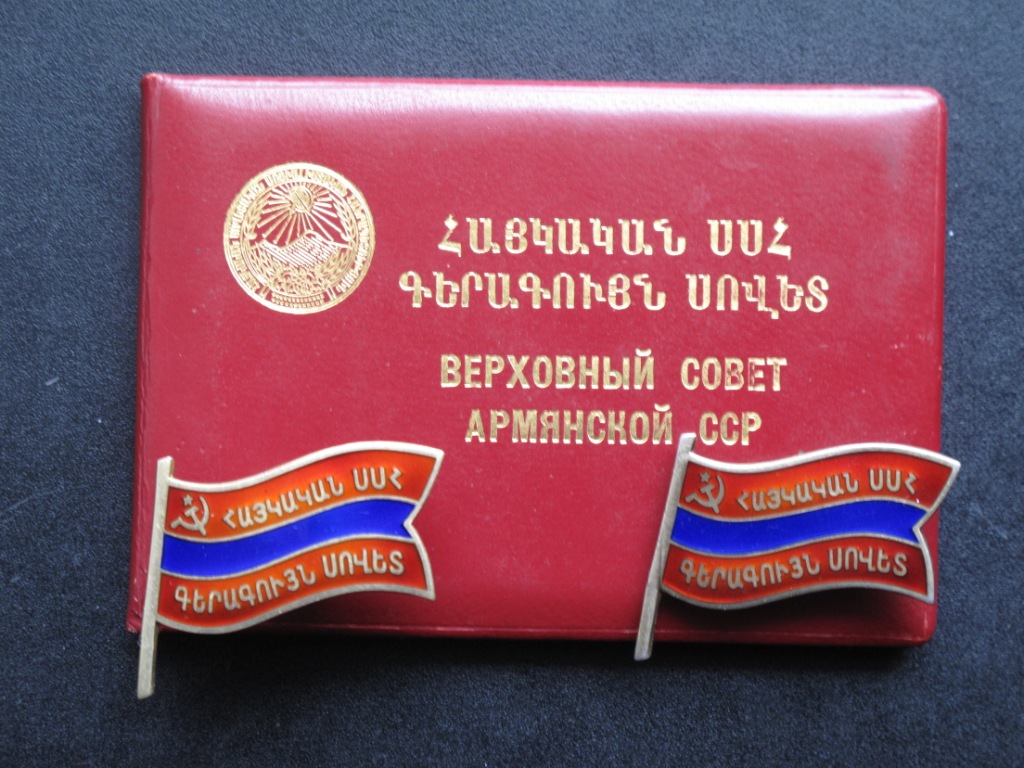 ՀԱՅԿԱԿԱՆ ՍՍՀ
ԳԵՐԱԳՈՒՅՆ ՍՈՎԵՏ
ВЕРХОВНЫЙ СОВЕТ
АРМЯНСКОЙ ССР
ՀԱՅԿԱԿԱՆ ՍՍՀ
ԳԵՐԱԳՈՒՅՆ ՍՈՎԵՏ
ՀԱՅԿԱԿԱՆ ՍՍՀ
ԳԵՐԱԳՈՒՅՆ ՍՈՎԵՏ